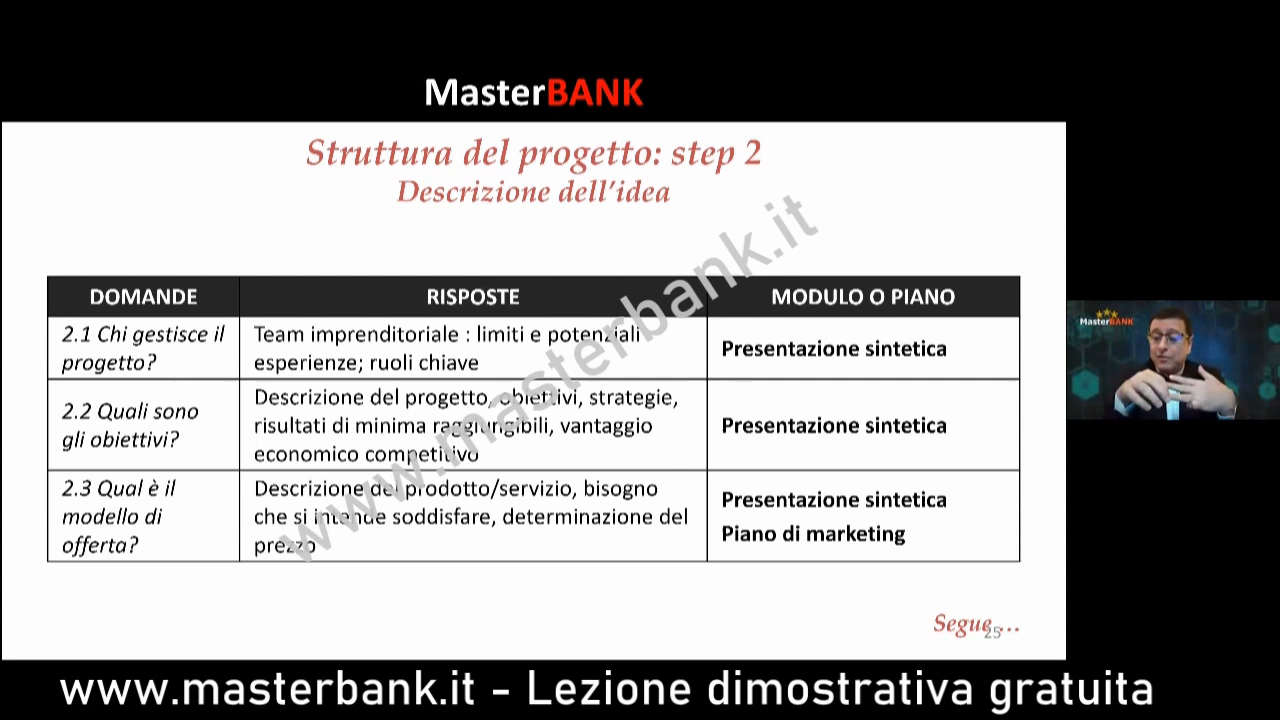 MasterBANK
Struttura del progetto: step 2
Descrizione dell'idea
DOMANDE RISPOSTE MODULO O PIANO
2.1 Chi gestisce il
progetto?
Team imprenditoriale : limiti e potenziali
esperienze; ruoli chiave
Presentazione sintetica
2.2 Quali sono
gli obiettivi?
Descrizione del progetto, obiettivi, strategie,
risultati di minima raggiungibili, vantaggio
economico competitivo
Presentazione sintetica
2.3 Qual è il
modello di
offerta?
Descrizione del prodotto/servizio, bisogno
che si intende soddisfare, determinazione del
prezzo
Presentazione sintetica
Piano di marketing
www.masterbank.it
Segue…
25
MasterBANK
www.masterbank.it - Lezione dimostrativa gratuita